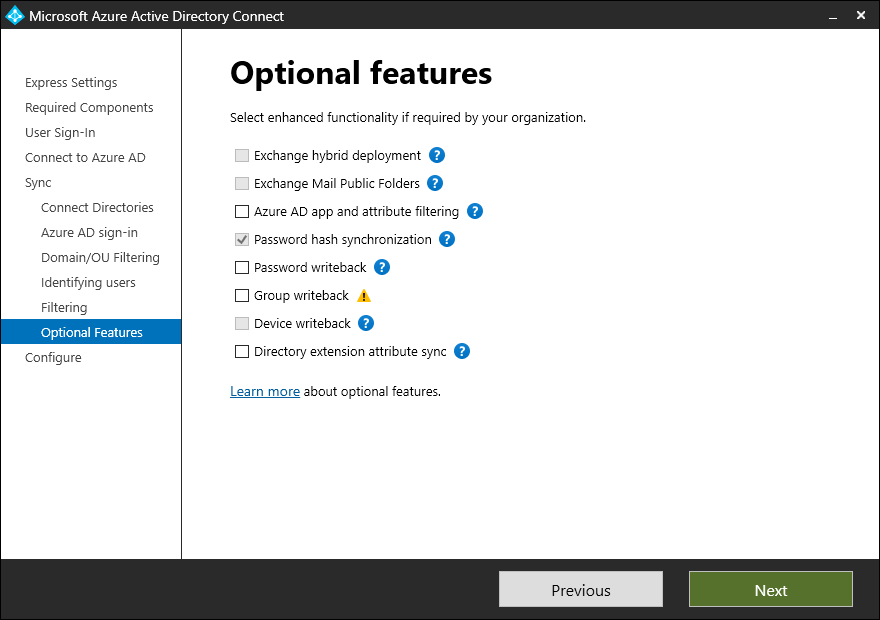 Microsoft Azure Active Directory Connect
Express Settings
Required Components
User Sign-In
Connect to Azure AD
Sync
Connect Directories
Azure AD sign-in
Domain/OU Filtering
Identifying users
Filtering
Optional Features
Configure
Optional features
Select enhanced functionality if required by your organization.
Exchange hybrid deployment ?
Exchange Mail Public Folders ?
Azure AD app and attribute filtering ?
Password hash synchronization ?
Password writeback ?
Group writeback !
Device writeback ?
Directory extension attribute sync ?
Learn more about optional features.
Previous
Next